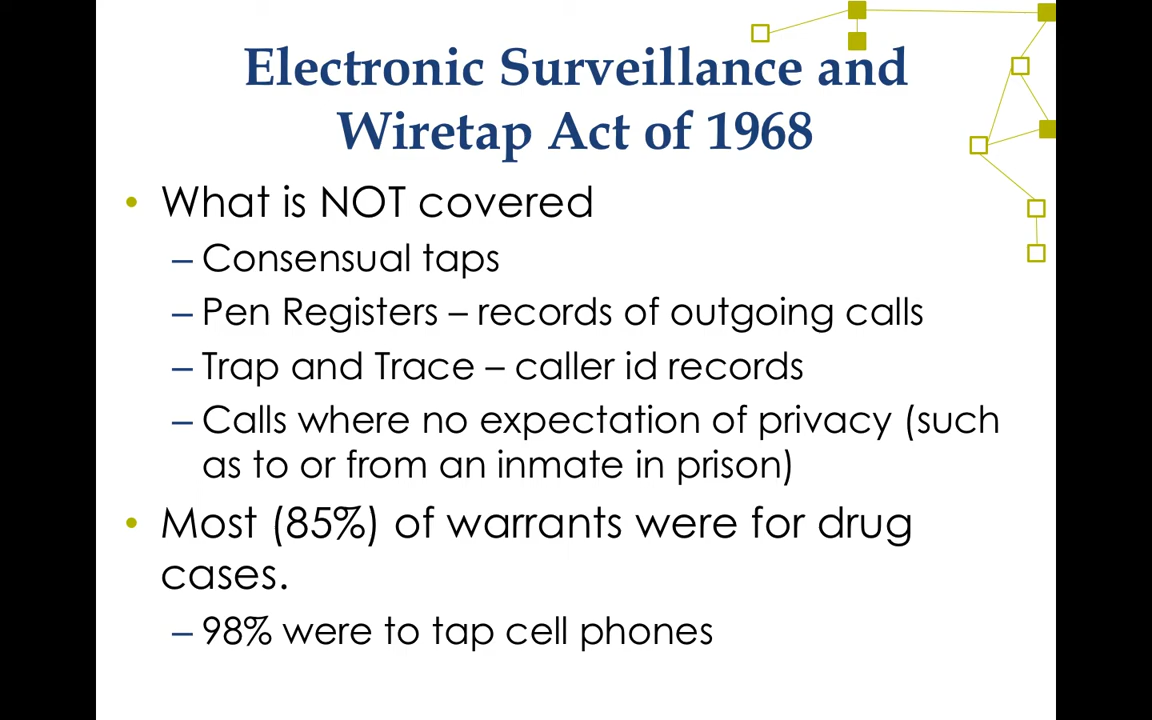 Electronic Surveillance and
Wiretap Act of 1968
• What is NOT covered
– Consensual taps
– Pen Registers – records of outgoing calls
– Trap and Trace – caller id records
– Calls where no expectation of privacy (such
as to or from an inmate in prison)
• Most (85%) of warrants were for drug
cases.
– 98% were to tap cell phones